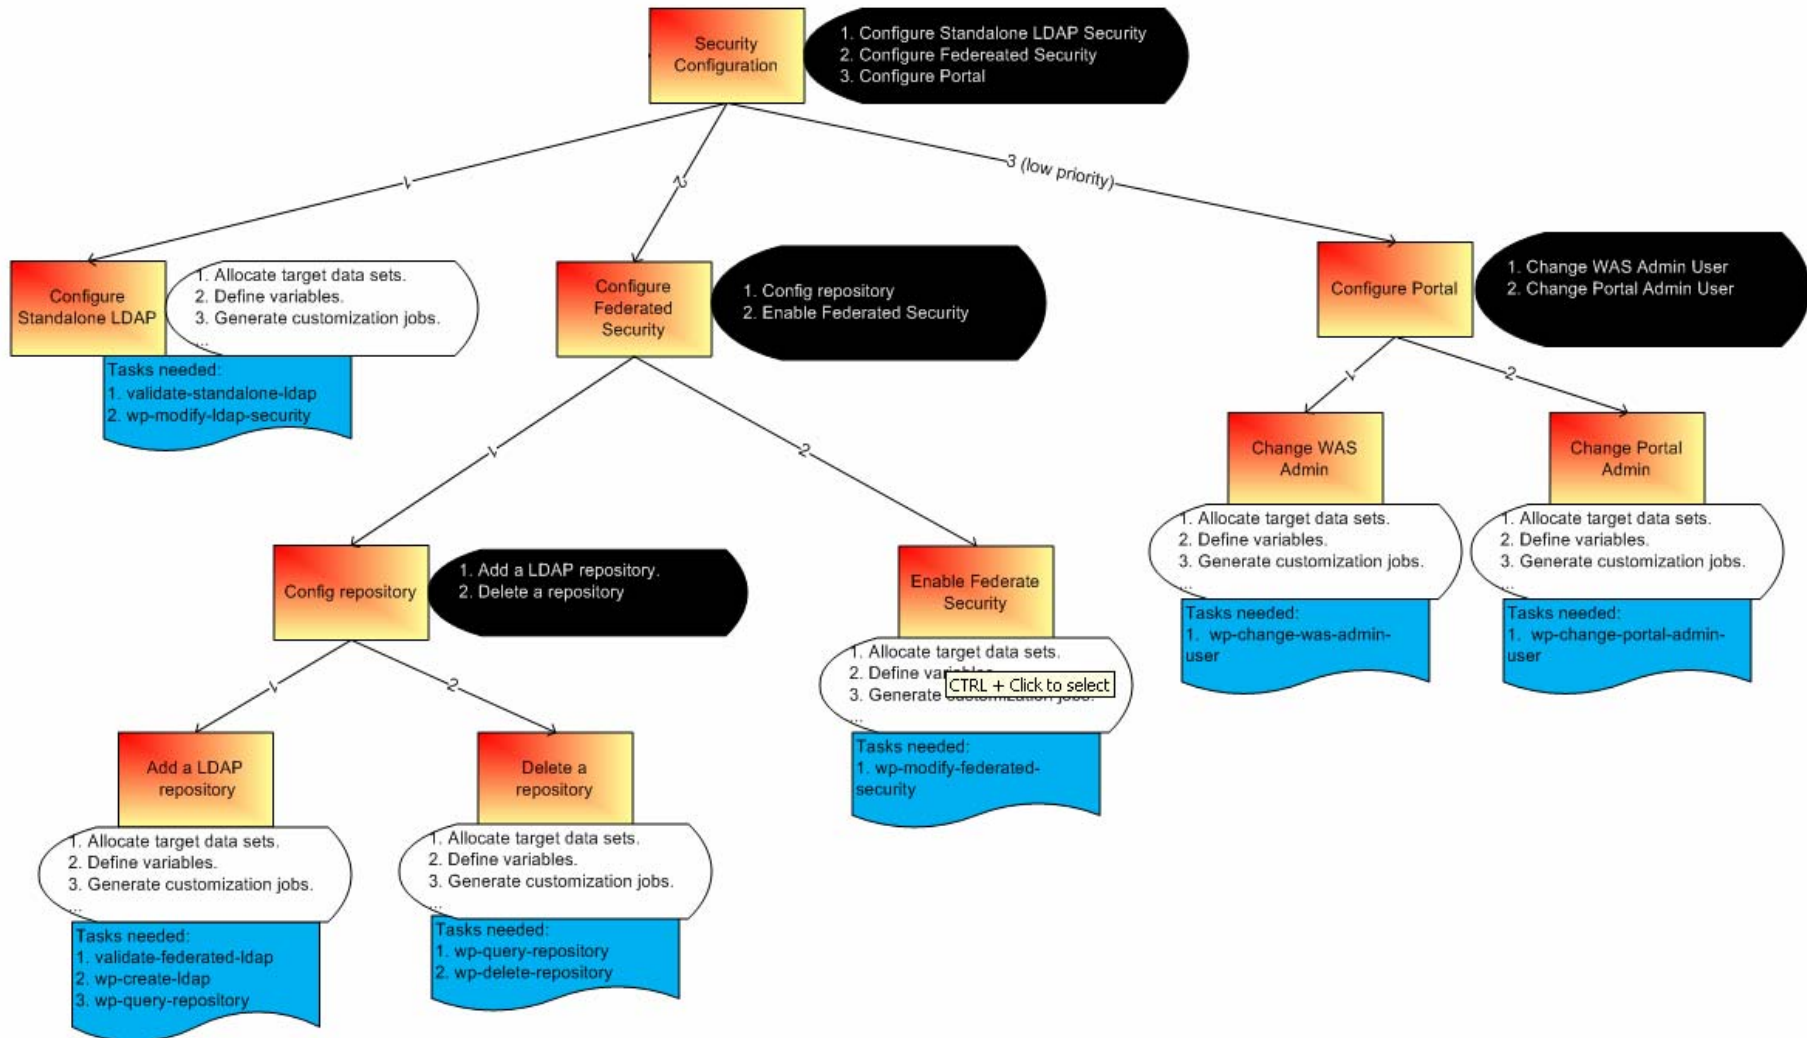 Security
Configuration
1. Configure Standalone LDAP Security
2. Configure Federeated Security
3. Configure Portal
1
2
3 (low priority)
Configure
Standalone LDAP
1. Allocate target data sets.
2. Define variables.
3. Generate customization jobs.
...
Tasks needed:
1. validate-standalone-ldap
2. wp-modify-ldap-security
Configure
Federated
Security
1. Config repository
2. Enable Federated Security
Configure Portal
1. Change WAS Admin User
2. Change Portal Admin User
1
2
1
2
Change WAS
Admin
1. Allocate target data sets.
2. Define variables.
3. Generate customization jobs.
...
Tasks needed:
1. wp-change-was-admin-
user
Change Portal
Admin
1. Allocate target data sets.
2. Define variables.
3. Generate customization jobs.
...
Tasks needed:
1. wp-change-portal-admin-
user
Config repository
1. Add a LDAP repository.
2. Delete a repository
Enable Federate
Security
1. Allocate target data sets.
2. Define
CTRL + Click to select
3. Generate
...
Tasks needed:
1. wp-modify-federated-
security
1
2
Add a LDAP
repository
1. Allocate target data sets.
2. Define variables.
3. Generate customization jobs.
...
Tasks needed:
1. validate-federated-ldap
2. wp-create-ldap
3. wp-query-repository
Delete a
repository
1. Allocate target data sets.
2. Define variables.
3. Generate customization jobs.
...
Tasks needed:
1. wp-query-repository
2. wp-delete-repository